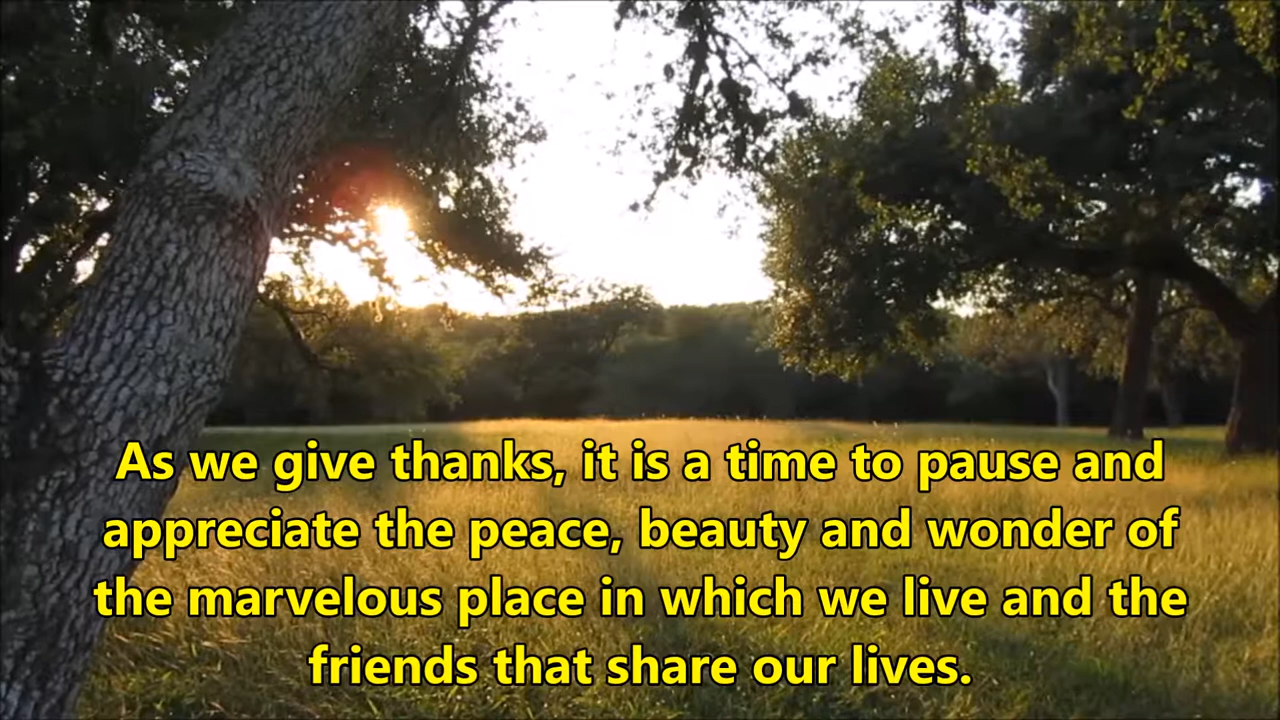 As we give thanks, it is a time to pause and
appreciate the peace, beauty and wonder of
the marvelous place in which we live and the
friends that share our lives.